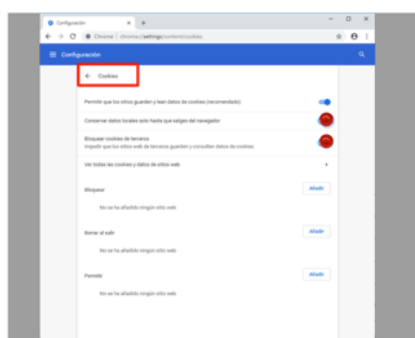 Configuración
Chrome | chrome://settings/content/cookies
Configuración
Cookies
Permitir que los sitios guarden y lean datos de cookies (recomendado)
Conservar datos locales solo hasta que salgas del navegador
Bloquear cookies de terceros
Impedir que los sitios web de terceros guarden y consulten datos de cookies
Ver todas las cookies y datos de sitios web
Bloquear
Añadir
No se ha añadido ningún sitio web
Borrar al salir
Añadir
No se ha añadido ningún sitio web
Permitir
Añadir
No se ha añadido ningún sitio web